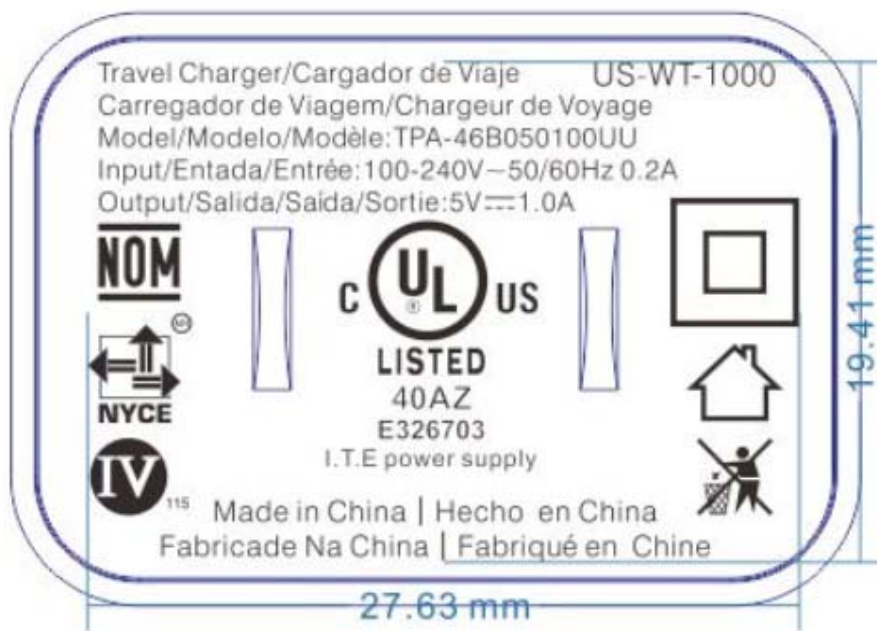 Travel Charger/Cargador de Viaje US-WT-1000
Carregador de Viagem/Chargeur de Voyage
Model/Modelo/Modèle:TPA-46B050100UU
Input/Entada/Entrée:100-240V~50/60Hz 0.2A
Output/Salida/Saída/Sortie:5V⎓1.0A
NOM
C UL US
®
LISTED
40AZ
E326703
I.T.E power supply
NYCE
IV
115
Made in China | Hecho en China
Fabricade Na China | Fabriqué en Chine
19.41 mm
27.63 mm